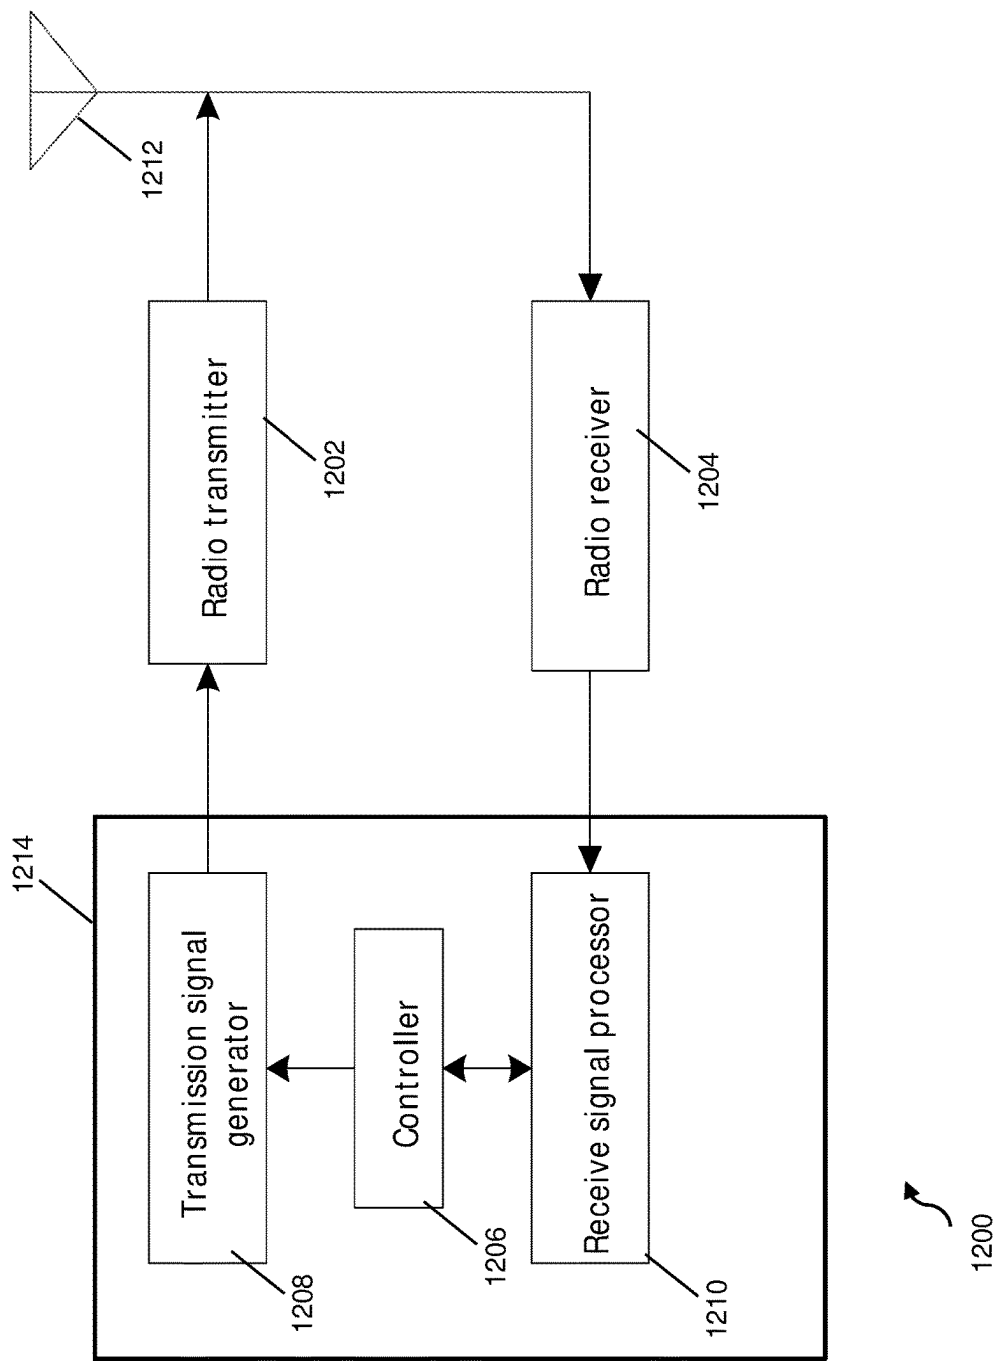 1214
Transmission signal
generator
1208
Controller
1206
Receive signal processor
1210
Radio transmitter
1202
Radio receiver
1204
1212
1200